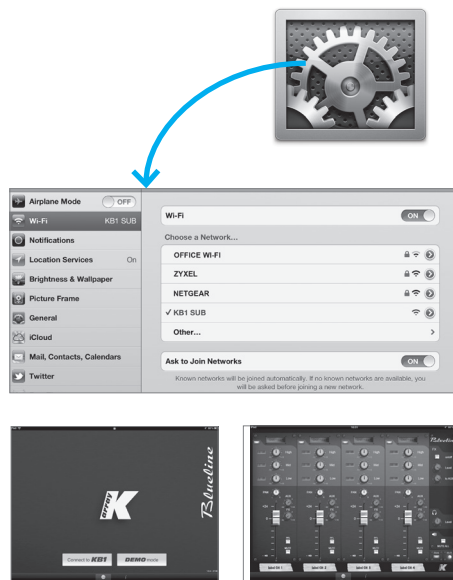 Airplane Mode OFF
Wi-Fi KB1 SUB
Notifications
Location Services On
Brightness & Wallpaper
Picture Frame
General
iCloud
Mail, Contacts, Calendars
Twitter
Wi-Fi ON
Choose a Network...
OFFICE WI-FI
ZYXEL
NETGEAR
✓ KB1 SUB
Other...
Ask to Join Networks ON
Known networks will be joined automatically. If no known networks are available, you
will be asked before joining a new network.
Blueline
K array
Connect to KB1 DEMO mode
Blueline